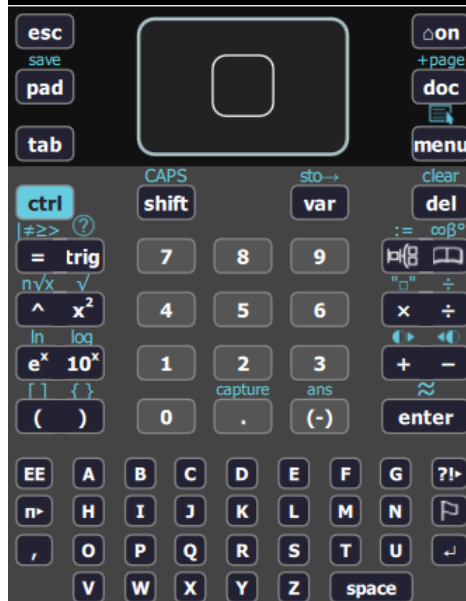 esc ⌂on
save +page
pad doc
tab menu
CAPS sto→ clear
ctrl shift var del
|≠≥> ? := ∞β°
= trig 7 8 9
n√x √ "□" ÷
^ x² 4 5 6 × ÷
ln log
eˣ 10ˣ 1 2 3 + −
[ ] { } capture ans ≈
( ) 0 . (-) enter
EE A B C D E F G ?!▸
π▸ H I J K L M N
, O P Q R S T U ↵
V W X Y Z space